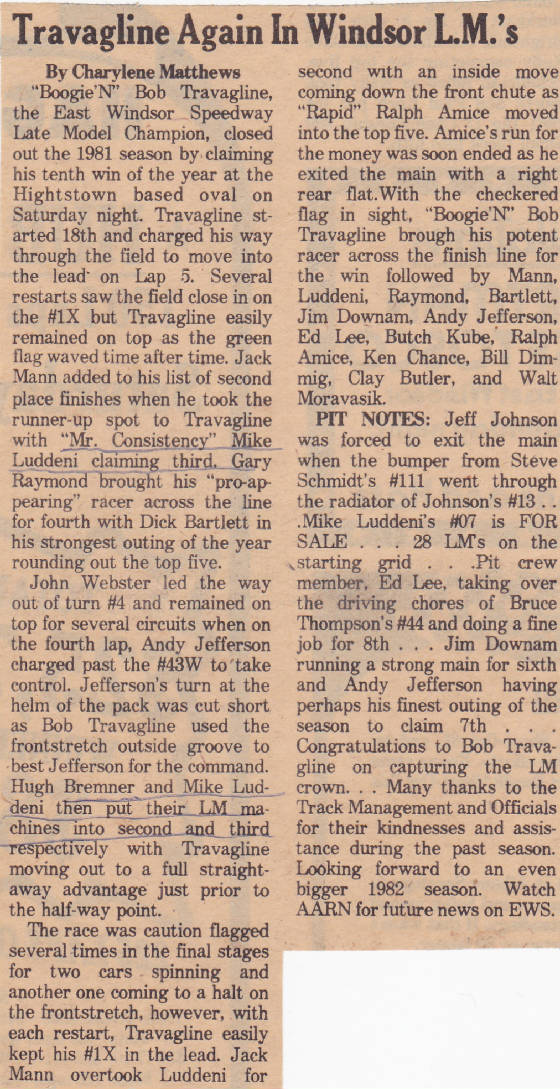 Travagline Again In Windsor L.M.'s
By Charylene Matthews
"Boogie'N" Bob Travagline,
the East Windsor Speedway
Late Model Champion, closed
out the 1981 season by claiming
his tenth win of the year at the
Hightstown based oval on
Saturday night. Travagline st-
arted 18th and charged his way
through the field to move into
the lead on Lap 5. Several
restarts saw the field close in on
the #1X but Travagline easily
remained on top as the green
flag waved time after time. Jack
Mann added to his list of second
place finishes when he took the
runner-up spot to Travagline
with "Mr. Consistency" Mike
Luddeni claiming third. Gary
Raymond brought his "pro-ap-
pearing" racer across the line
for fourth with Dick Bartlett in
his strongest outing of the year
rounding out the top five.
John Webster led the way
out of turn #4 and remained on
top for several circuits when on
the fourth lap, Andy Jefferson
charged past the #43W to take
control. Jefferson's turn at the
helm of the pack was cut short
as Bob Travagline used the
frontstretch outside groove to
best Jefferson for the command.
Hugh Bremner and Mike Lud-
deni then put their LM ma-
chines into second and third
respectively with Travagline
moving out to a full straight-
away advantage just prior to
the half-way point.
The race was caution flagged
several times in the final stages
for two cars spinning and
another one coming to a halt on
the frontstretch, however, with
each restart, Travagline easily
kept his #1X in the lead. Jack
Mann overtook Luddeni for
second with an inside move
coming down the front chute as
"Rapid" Ralph Amice moved
into the top five. Amice's run for
the money was soon ended as he
exited the main with a right
rear flat.With the checkered
flag in sight, "Boogie'N" Bob
Travagline brough his potent
racer across the finish line for
the win followed by Mann,
Luddeni, Raymond, Bartlett,
Jim Downam, Andy Jefferson,
Ed Lee, Butch Kube, Ralph
Amice, Ken Chance, Bill Dim-
mig, Clay Butler, and Walt
Moravasik.
PIT NOTES: Jeff Johnson
was forced to exit the main
when the bumper from Steve
Schmidt's #111 went through
the radiator of Johnson's #13 . .
.Mike Luddeni's #07 is FOR
SALE . . . 28 LM's on the
starting grid . . .Pit crew
member, Ed Lee, taking over
the driving chores of Bruce
Thompson's #44 and doing a fine
job for 8th . . . Jim Downam
running a strong main for sixth
and Andy Jefferson having
perhaps his finest outing of the
season to claim 7th . . .
Congratulations to Bob Trava-
gline on capturing the LM
crown. . . Many thanks to the
Track Management and Officials
for their kindnesses and assis-
tance during the past season.
Looking forward to an even
bigger 1982 season. Watch
AARN for future news on EWS.